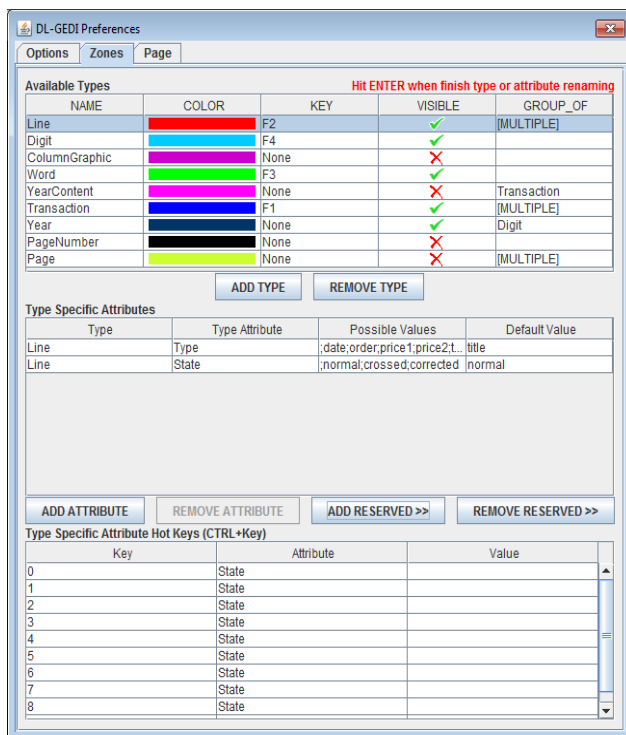 DL-GEDI Preferences
Options Zones Page
Available Types Hit ENTER when finish type or attribute renaming
NAME COLOR KEY VISIBLE GROUP_OF
Line F2 [MULTIPLE]
Digit F4
ColumnGraphic None
Word F3
YearContent None Transaction
Transaction F1 [MULTIPLE]
Year None Digit
PageNumber None
Page None [MULTIPLE]
ADD TYPE REMOVE TYPE
Type Specific Attributes
Type Type Attribute Possible Values Default Value
Line Type ;date;order;price1;price2;t... title
Line State ;normal;crossed;corrected normal
ADD ATTRIBUTE REMOVE ATTRIBUTE ADD RESERVED >> REMOVE RESERVED >>
Type Specific Attribute Hot Keys (CTRL+Key)
Key Attribute Value
0 State
1 State
2 State
3 State
4 State
5 State
6 State
7 State
8 State